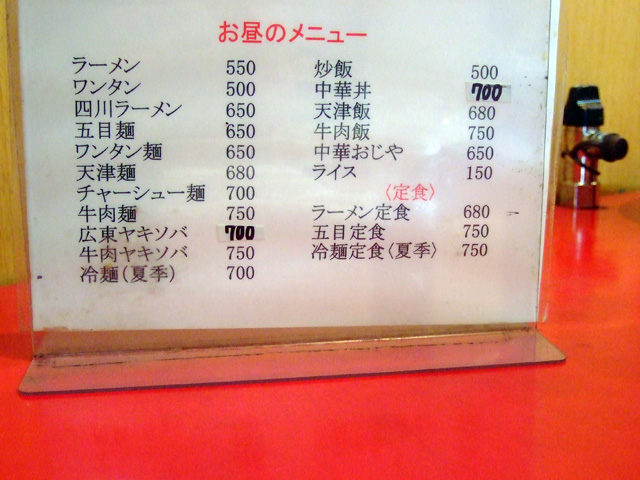 お昼のメニュー
ラーメン 550
ワンタン 500
四川ラーメン 650
五目麺 650
ワンタン麺 650
天津麺 680
チャーシュー麺 700
牛肉麺 750
広東ヤキソバ 700
牛肉ヤキソバ 750
冷麺(夏季) 700
炒飯 500
中華丼 700
天津飯 680
牛肉飯 750
中華おじや 650
ライス 150
〈定食〉
ラーメン定食 680
五目定食 750
冷麺定食〈夏季〉 750